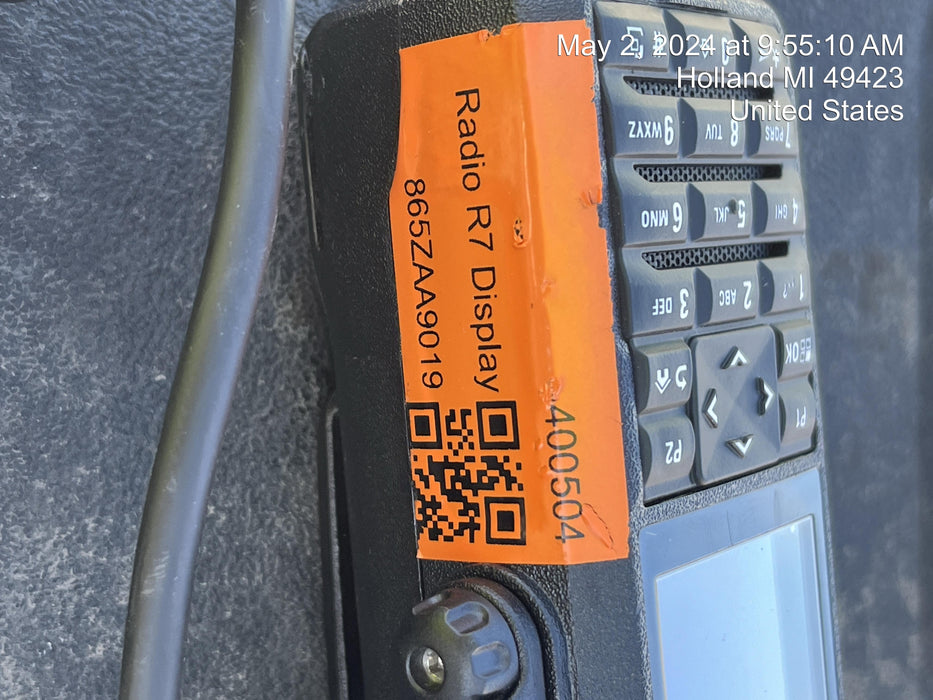 May 2, 2024 at 9:55:10 AM
Holland MI 49423
United States
Radio R7 Display
865ZAA9019
400504
9 WXYZ
8 TUV
7 PQRS
6 MNO
5 JKL
4 GHI
3 DEF
2 ABC
1
OK
P2
P1